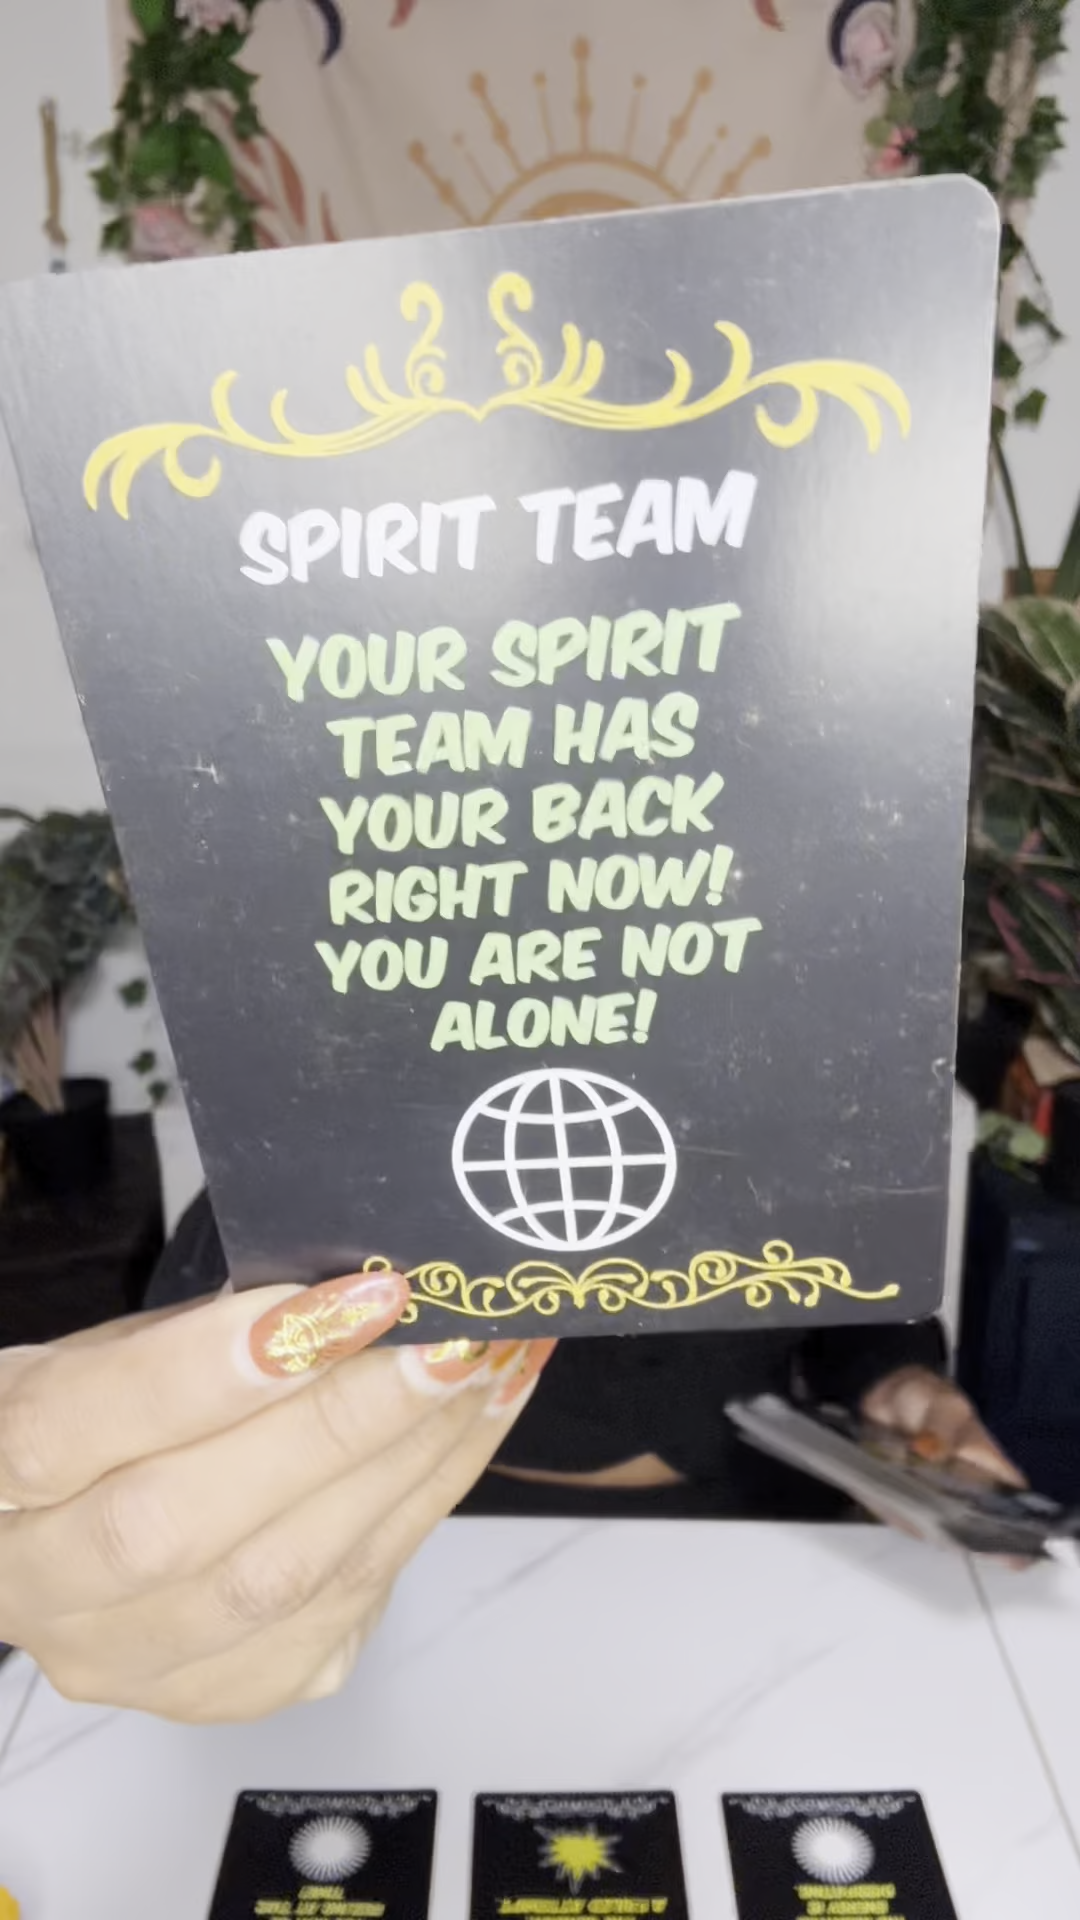 SPIRIT TEAM
YOUR SPIRIT
TEAM HAS
YOUR BACK
RIGHT NOW!
YOU ARE NOT
ALONE!